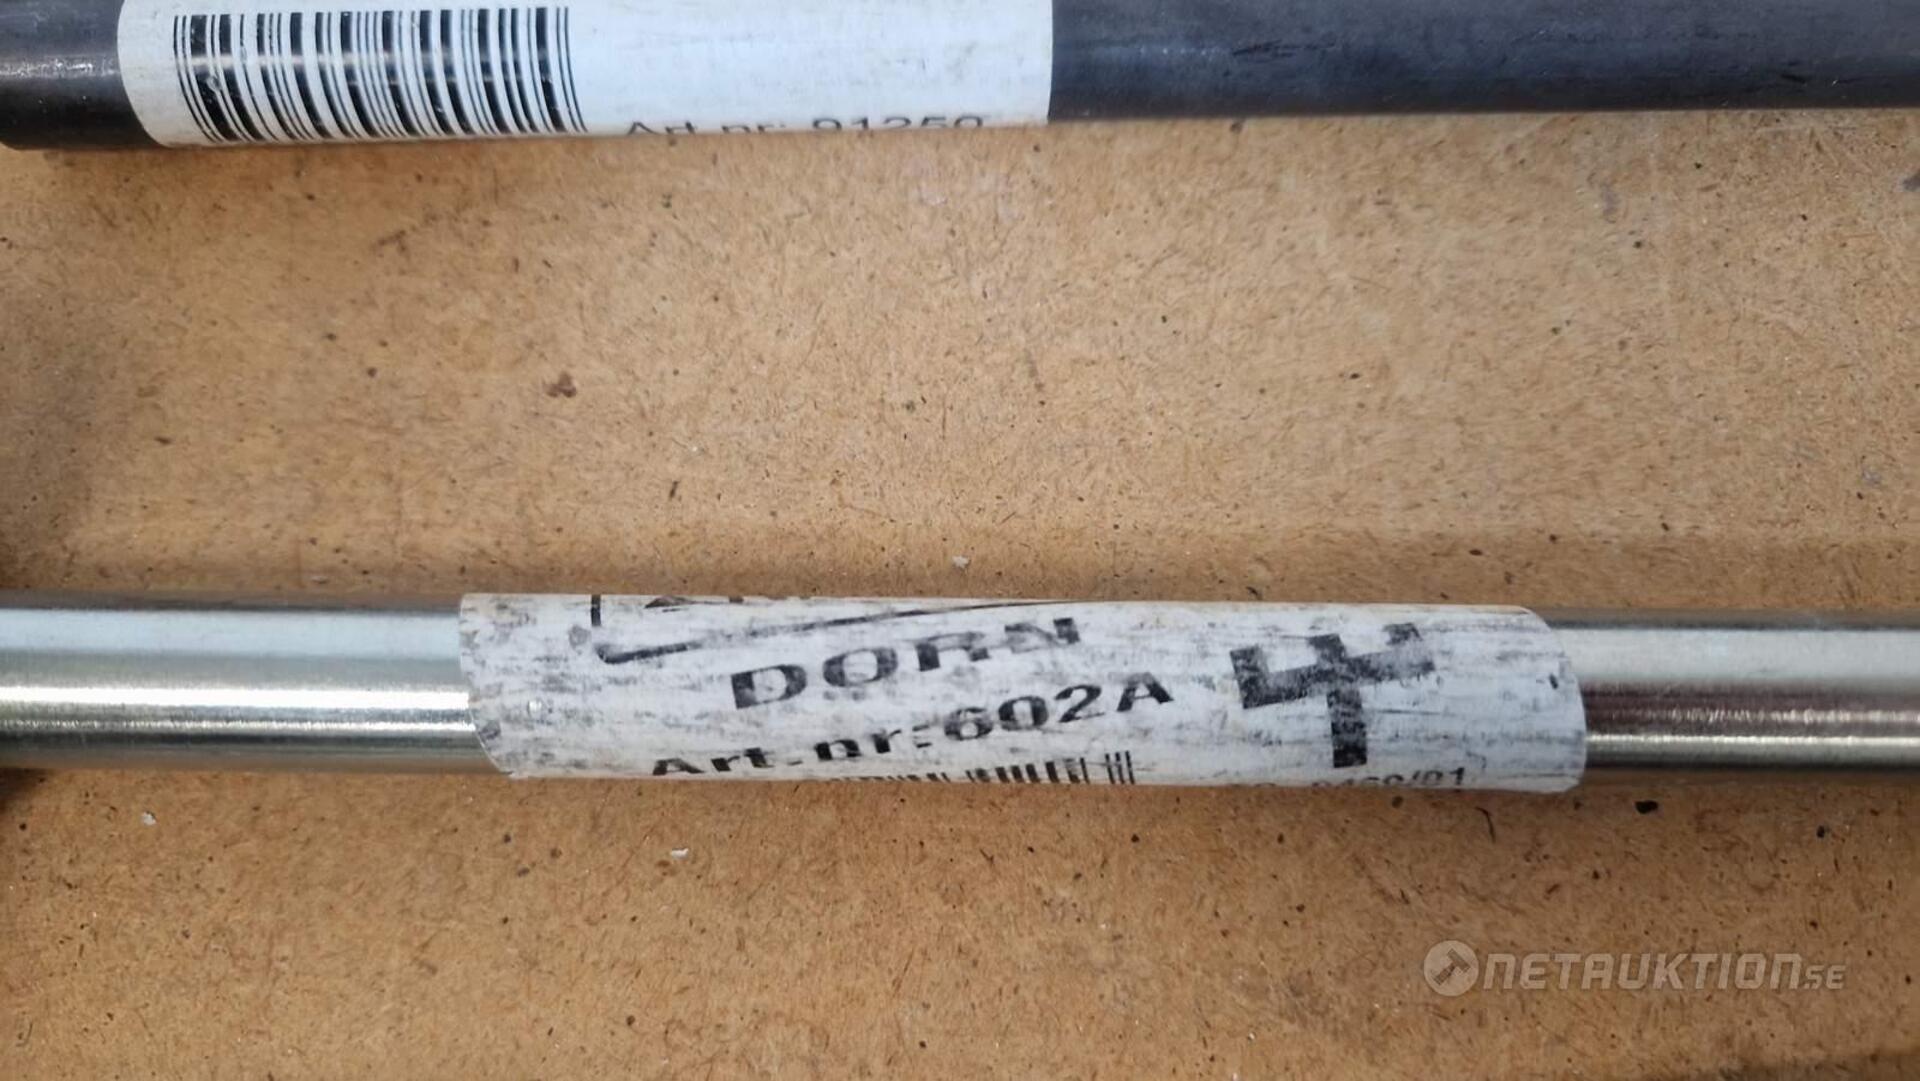 Art.nr: 91250
DORN
Art.nr:602A
NETAUKTION.SE